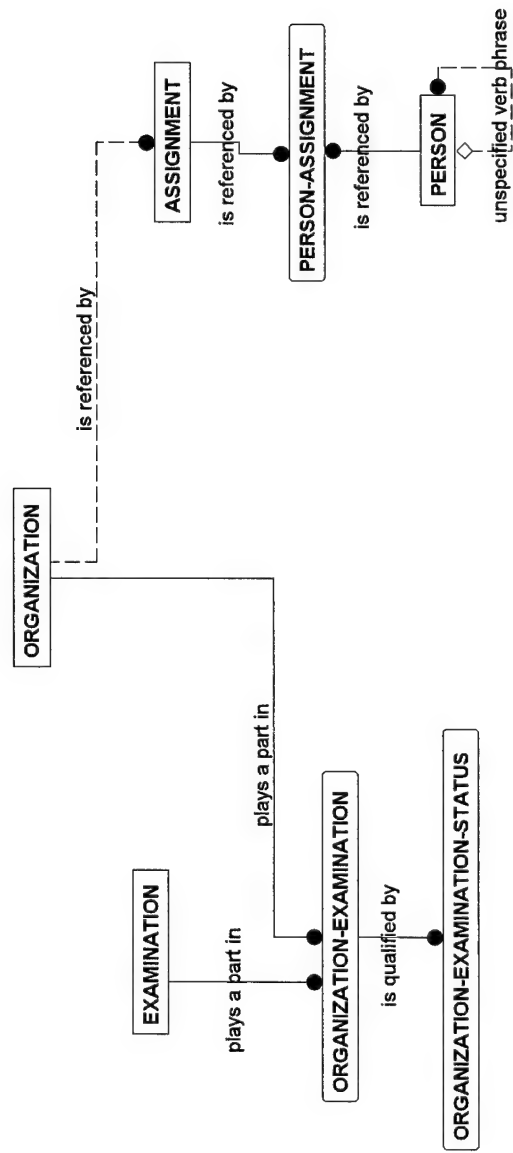 ORGANIZATION
is referenced by
ASSIGNMENT
is referenced by
PERSON-ASSIGNMENT
is referenced by
PERSON
unspecified verb phrase
EXAMINATION
plays a part in
plays a part in
ORGANIZATION-EXAMINATION
is qualified by
ORGANIZATION-EXAMINATION-STATUS